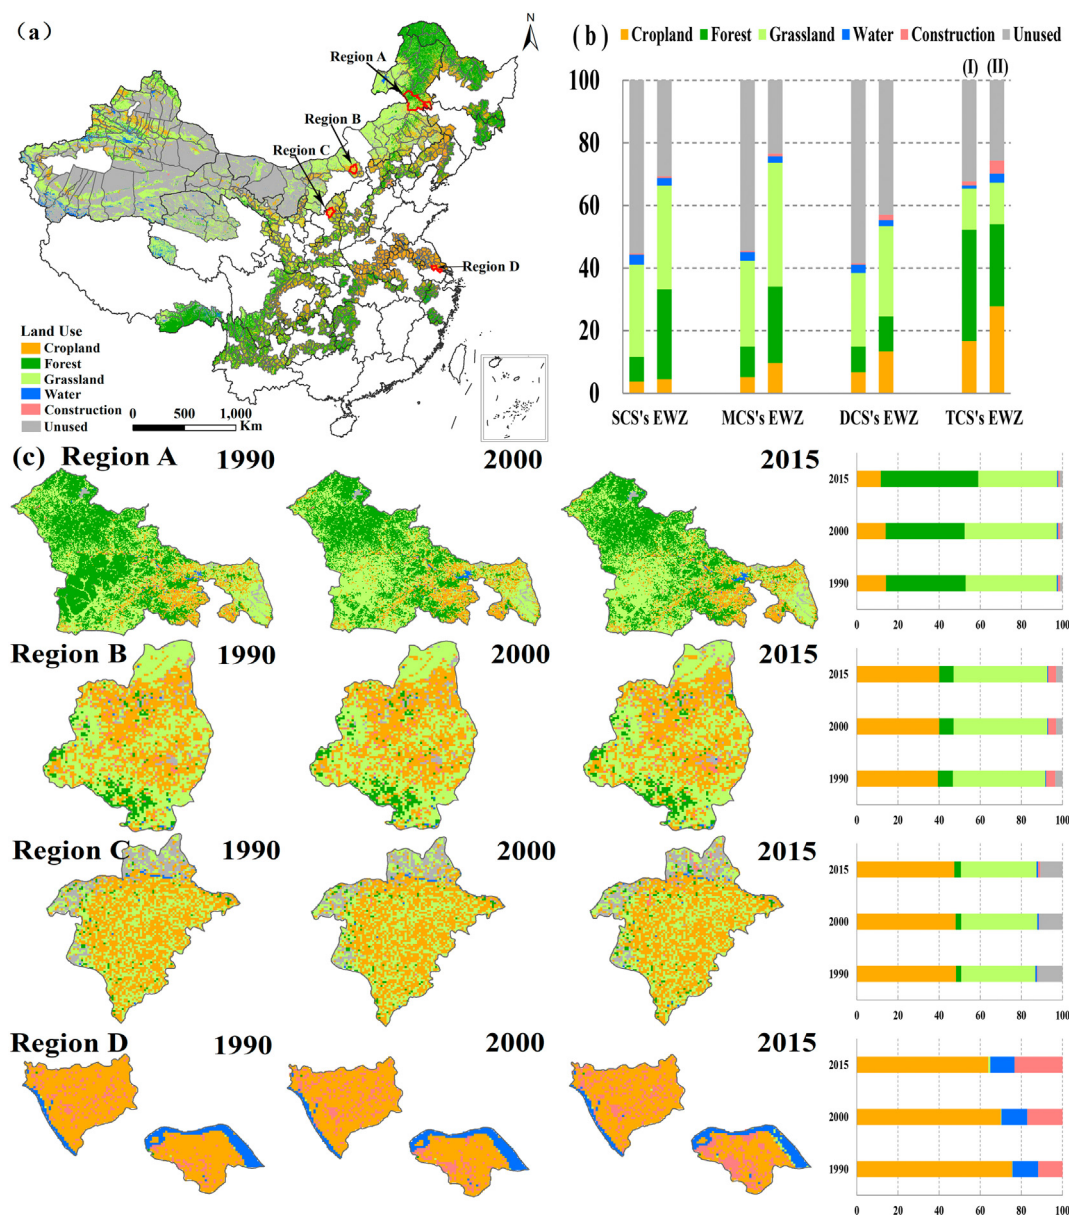 (a)
N
Region A
Region B
Region C
Region D
Land Use
Cropland
Forest
Grassland
Water
Construction
Unused
0 500 1,000
Km
(b)
Cropland Forest Grassland Water Construction Unused
(I) (II)
100
80
60
40
20
0
SCS's EWZ MCS's EWZ DCS's EWZ TCS's EWZ
(c) Region A 1990 2000 2015
2015
2000
1990
0 20 40 60 80 100
Region B 1990 2000 2015
2015
2000
1990
0 20 40 60 80 100
Region C 1990 2000 2015
2015
2000
1990
0 20 40 60 80 100
Region D 1990 2000 2015
2015
2000
1990
0 20 40 60 80 100